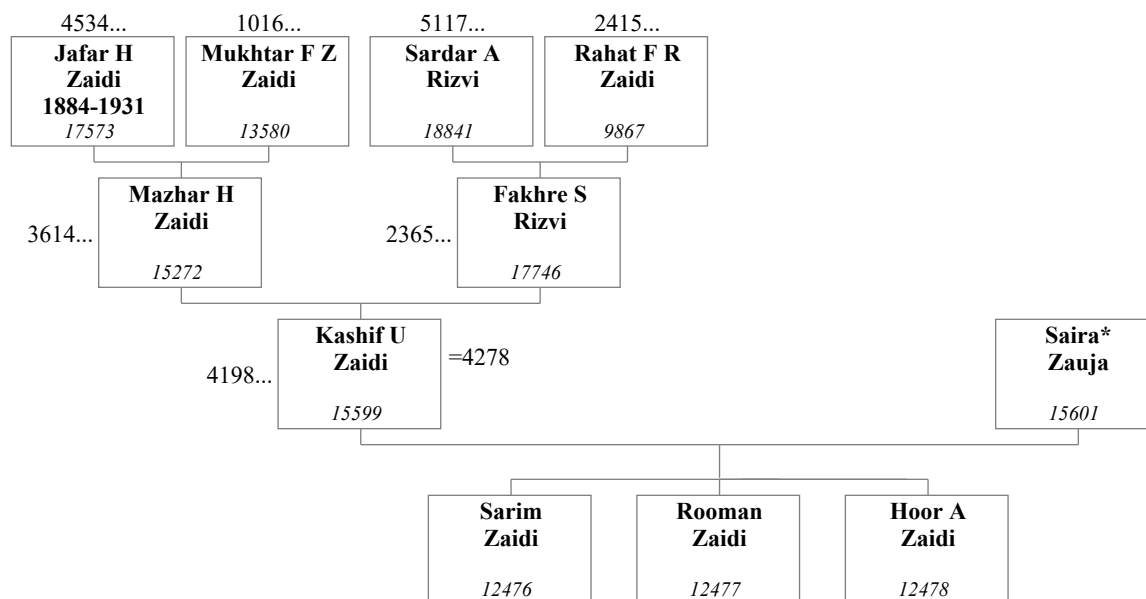 4534...
1016...
5117...
2415...
Jafar H
Zaidi
1884-1931
17573
Mukhtar F Z
Zaidi
13580
Sardar A
Rizvi
18841
Rahat F R
Zaidi
9867
3614...
Mazhar H
Zaidi
15272
2365...
Fakhre S
Rizvi
17746
4198...
Kashif U
Zaidi
15599
=4278
Saira*
Zauja
15601
Sarim
Zaidi
12476
Rooman
Zaidi
12477
Hoor A
Zaidi
12478